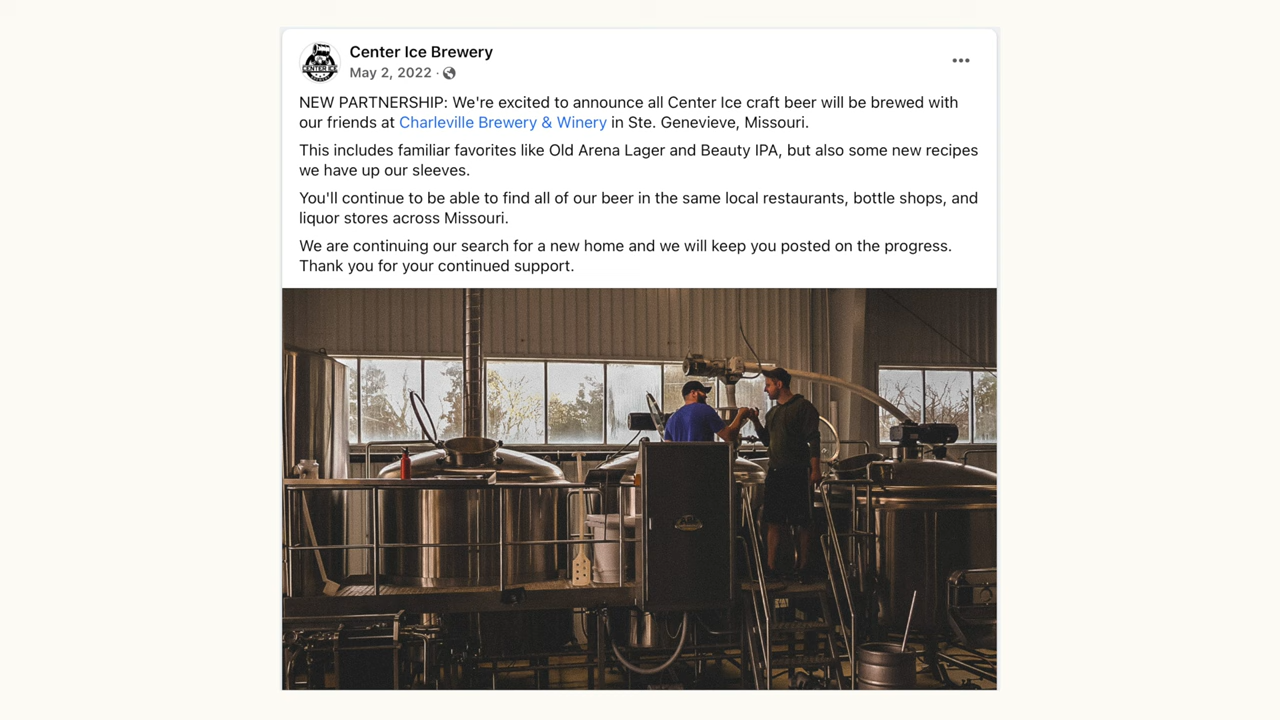 CENTER ICE
Center Ice Brewery
May 2, 2022 ·
NEW PARTNERSHIP: We're excited to announce all Center Ice craft beer will be brewed with
our friends at Charleville Brewery & Winery in Ste. Genevieve, Missouri.
This includes familiar favorites like Old Arena Lager and Beauty IPA, but also some new recipes
we have up our sleeves.
You'll continue to be able to find all of our beer in the same local restaurants, bottle shops, and
liquor stores across Missouri.
We are continuing our search for a new home and we will keep you posted on the progress.
Thank you for your continued support.